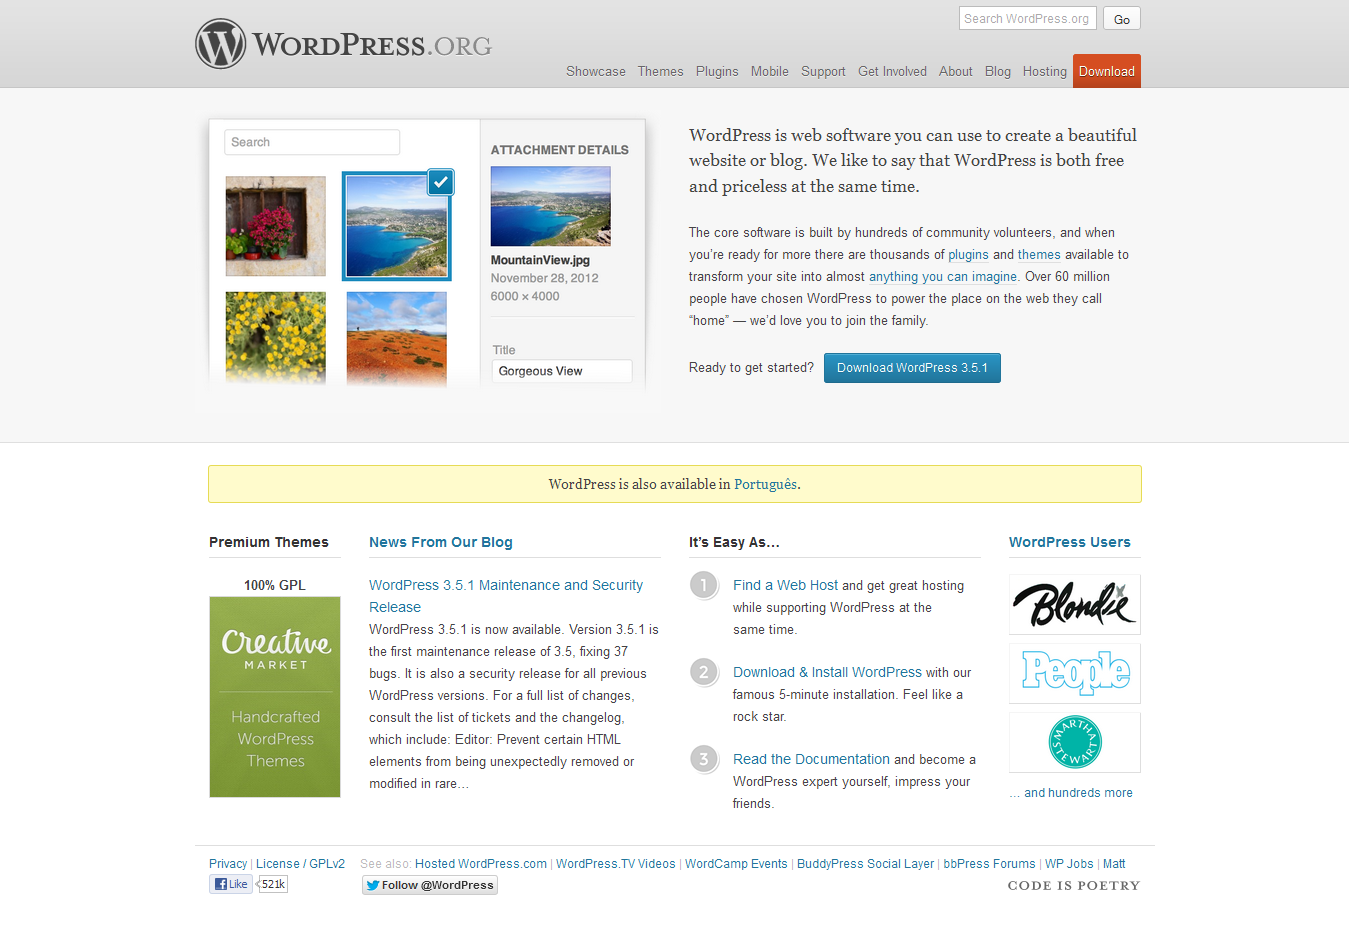 Search WordPress.org Go
WORDPRESS.ORG
Showcase Themes Plugins Mobile Support Get Involved About Blog Hosting Download
Search
ATTACHMENT DETAILS
MountainView.jpg
November 28, 2012
6000 × 4000
Title
Gorgeous View
WordPress is web software you can use to create a beautiful
website or blog. We like to say that WordPress is both free
and priceless at the same time.
The core software is built by hundreds of community volunteers, and when
you’re ready for more there are thousands of plugins and themes available to
transform your site into almost anything you can imagine. Over 60 million
people have chosen WordPress to power the place on the web they call
“home” — we’d love you to join the family.
Ready to get started? Download WordPress 3.5.1
WordPress is also available in Português.
Premium Themes
100% GPL
Creative
MARKET
Handcrafted
WordPress
Themes
News From Our Blog
WordPress 3.5.1 Maintenance and Security
Release
WordPress 3.5.1 is now available. Version 3.5.1 is
the first maintenance release of 3.5, fixing 37
bugs. It is also a security release for all previous
WordPress versions. For a full list of changes,
consult the list of tickets and the changelog,
which include: Editor: Prevent certain HTML
elements from being unexpectedly removed or
modified in rare…
It’s Easy As…
1 Find a Web Host and get great hosting
while supporting WordPress at the
same time.
2 Download & Install WordPress with our
famous 5-minute installation. Feel like a
rock star.
3 Read the Documentation and become a
WordPress expert yourself, impress your
friends.
WordPress Users
Blondie
People
MARTHA STEWART
… and hundreds more
Privacy | License / GPLv2 See also: Hosted WordPress.com | WordPress.TV Videos | WordCamp Events | BuddyPress Social Layer | bbPress Forums | WP Jobs | Matt
Like 521k Follow @WordPress CODE IS POETRY